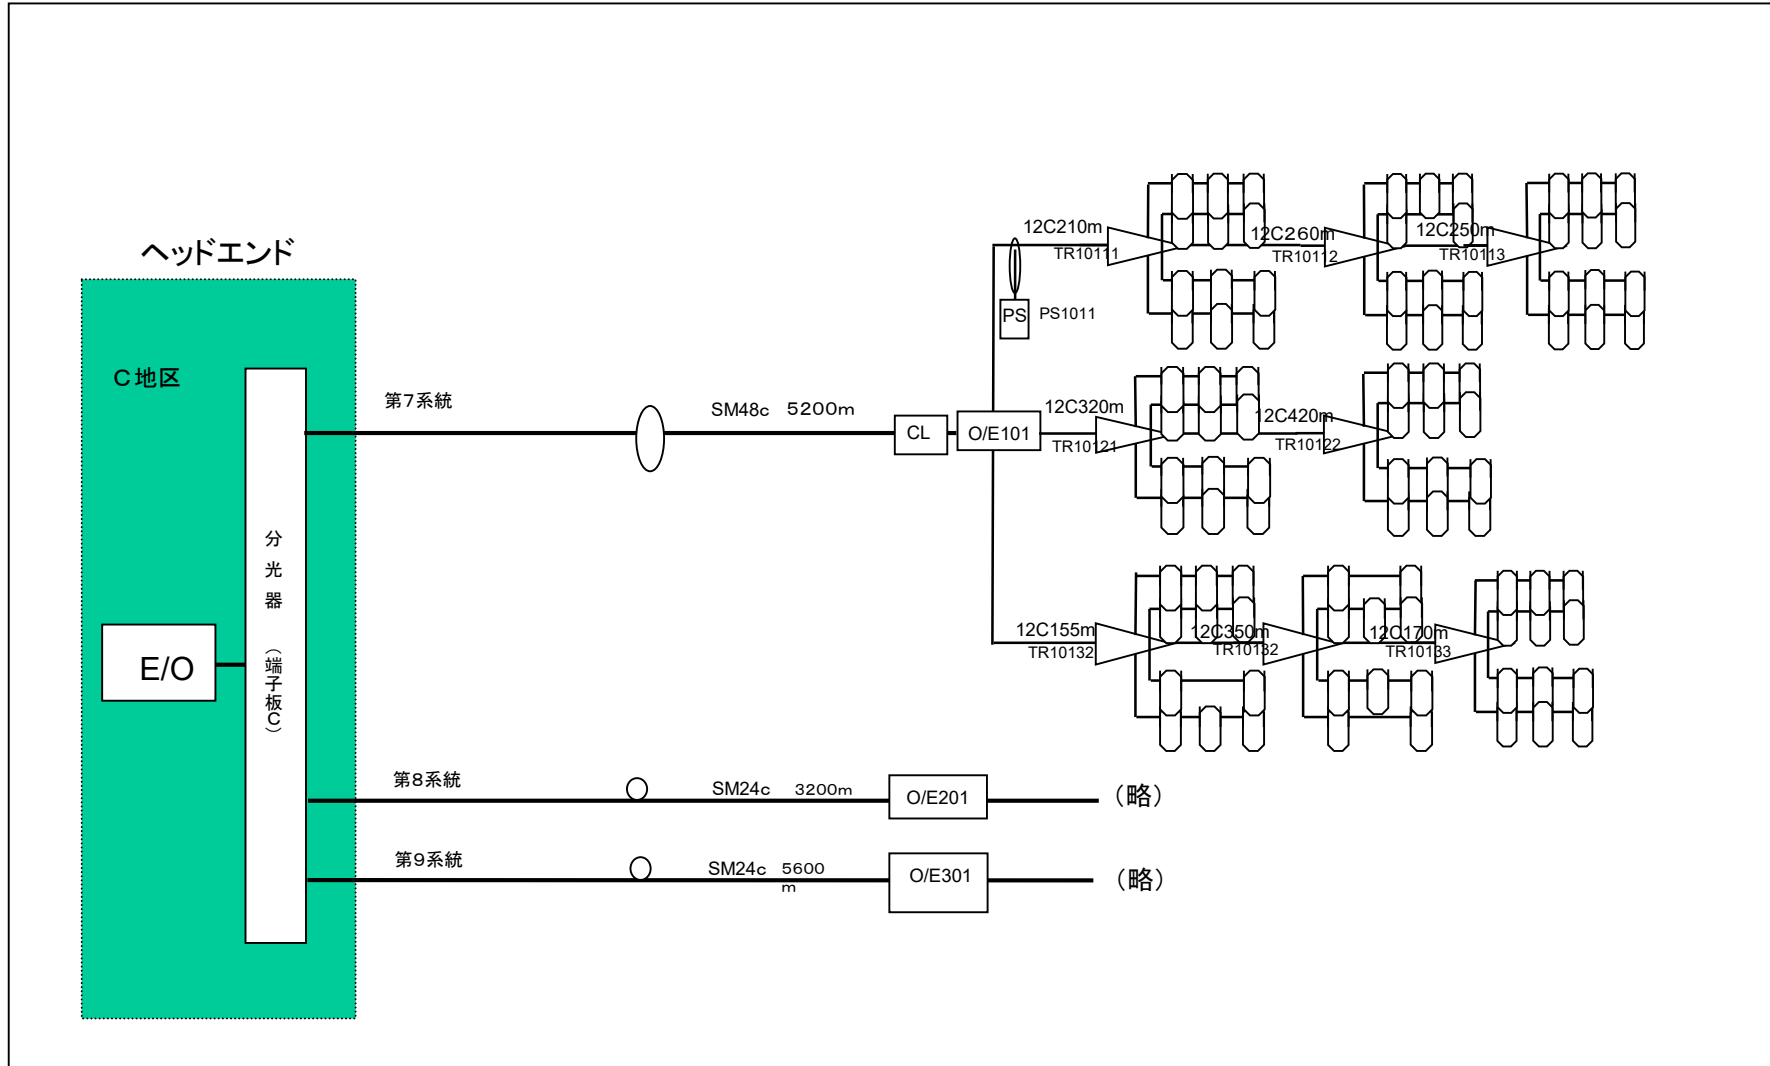 ヘッドエンド
C地区
分光器(端子板C)
E/O
第7系統
SM48c 5200m
CL
O/E101
PS
PS1011
12C210m
TR10111
12C260m
TR10112
12C250m
TR10113
12C320m
TR10121
12C420m
TR10122
12C155m
TR10132
12C350m
TR10132
12C170m
TR10133
第8系統
SM24c 3200m
O/E201
(略)
第9系統
SM24c 5600
m
O/E301
(略)